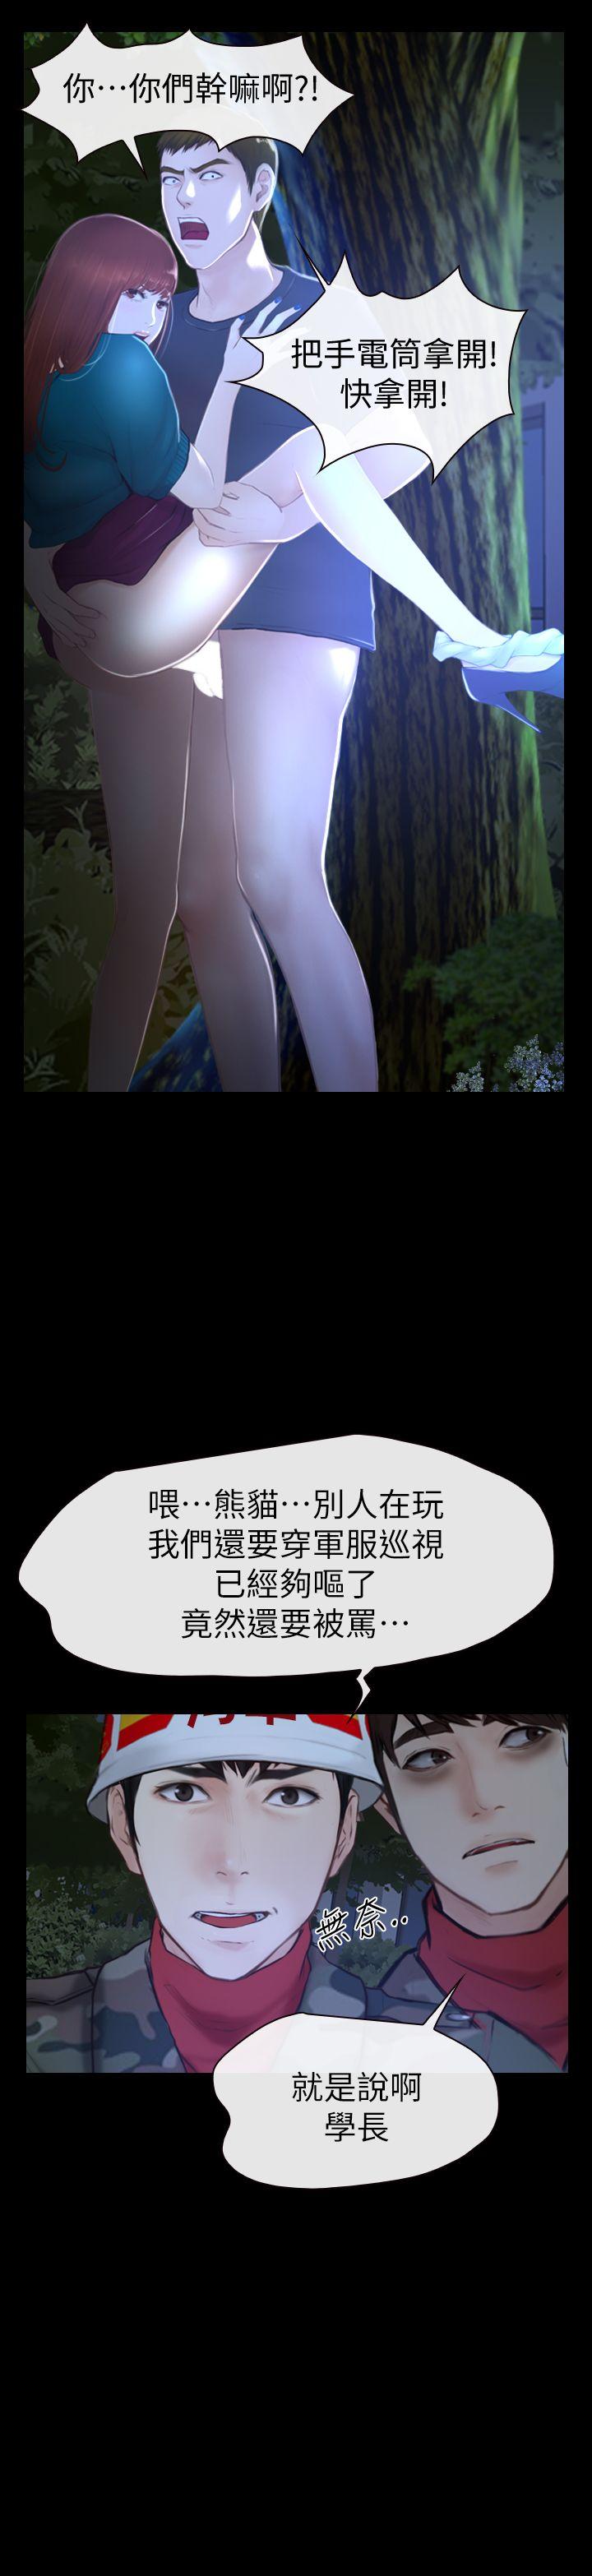 你⋯你們幹嘛啊?!
把手電筒拿開!
快拿開!
喂⋯熊貓⋯別人在玩
我們還要穿軍服巡視
已經夠嘔了
竟然還要被罵⋯
無奈..
就是說啊
學長